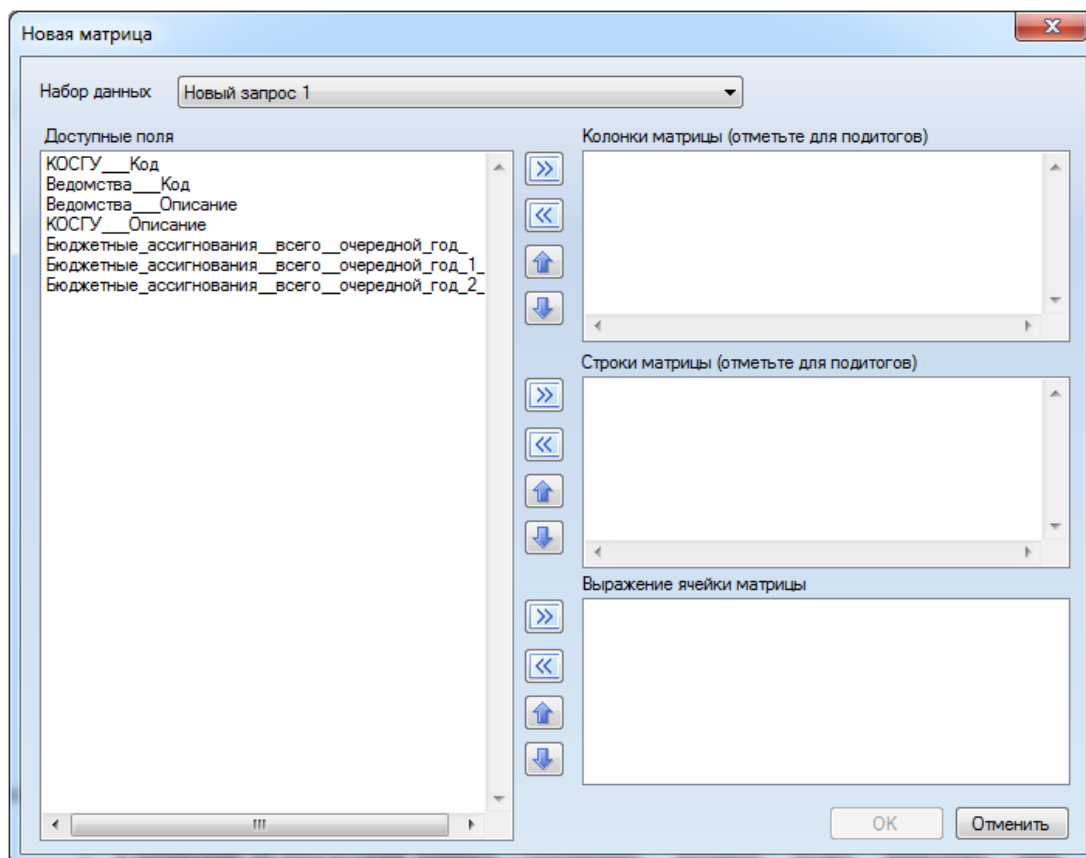 Новая матрица
Набор данных
Новый запрос 1
Доступные поля
КОСГУ___Код
Ведомства___Код
Ведомства___Описание
КОСГУ___Описание
Бюджетные_ассигнования__всего__очередной_год_
Бюджетные_ассигнования__всего__очередной_год_1_
Бюджетные_ассигнования__всего__очередной_год_2_
Колонки матрицы (отметьте для подитогов)
Строки матрицы (отметьте для подитогов)
Выражение ячейки матрицы
OK
Отменить